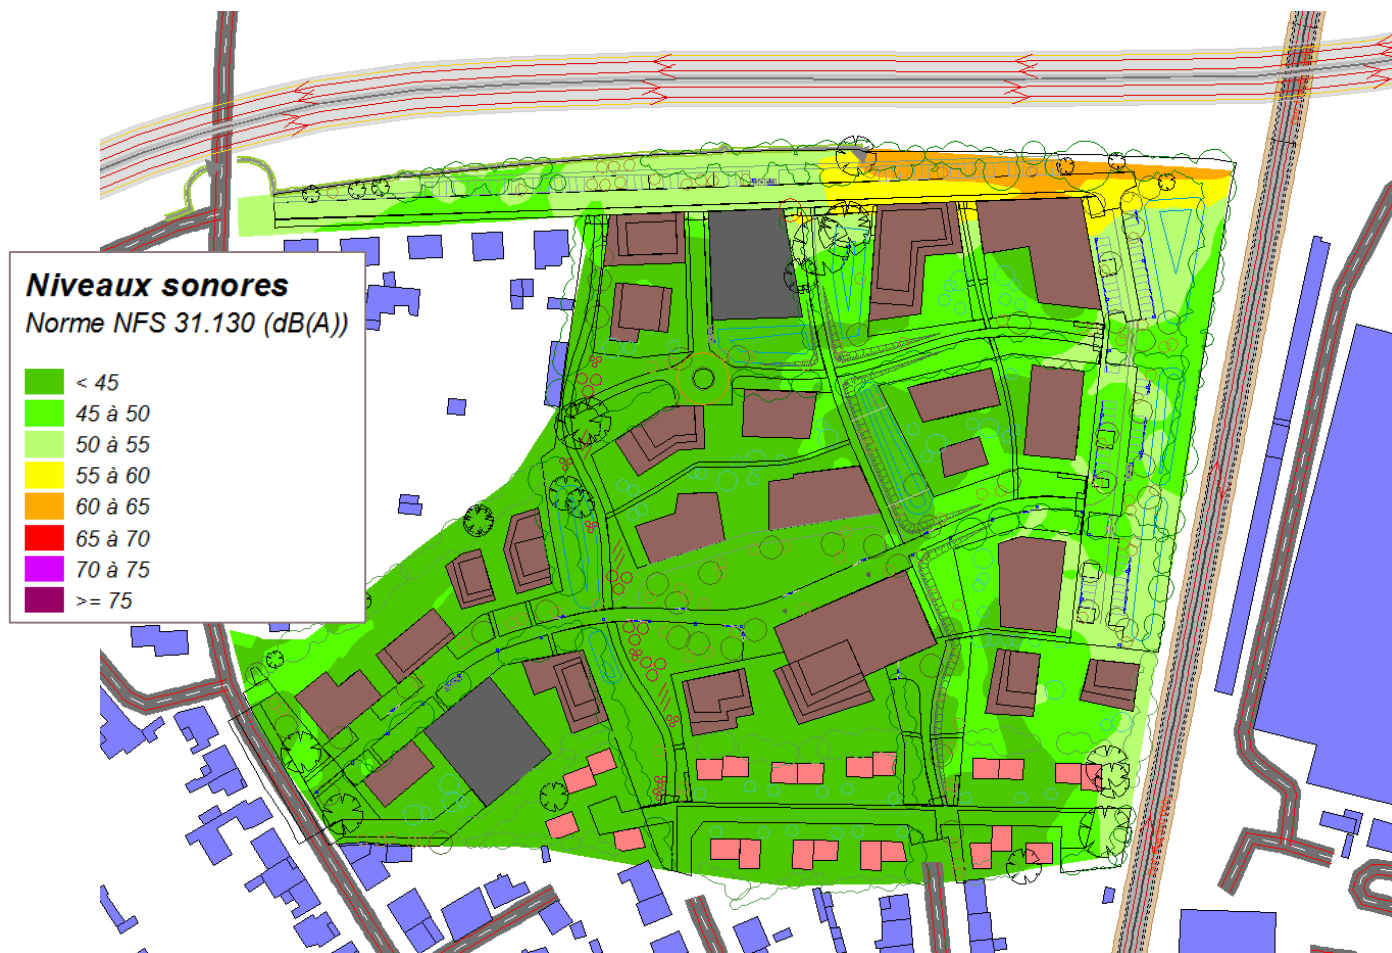 Niveaux sonores
Norme NFS 31.130 (dB(A))
< 45
45 à 50
50 à 55
55 à 60
60 à 65
65 à 70
70 à 75
>= 75